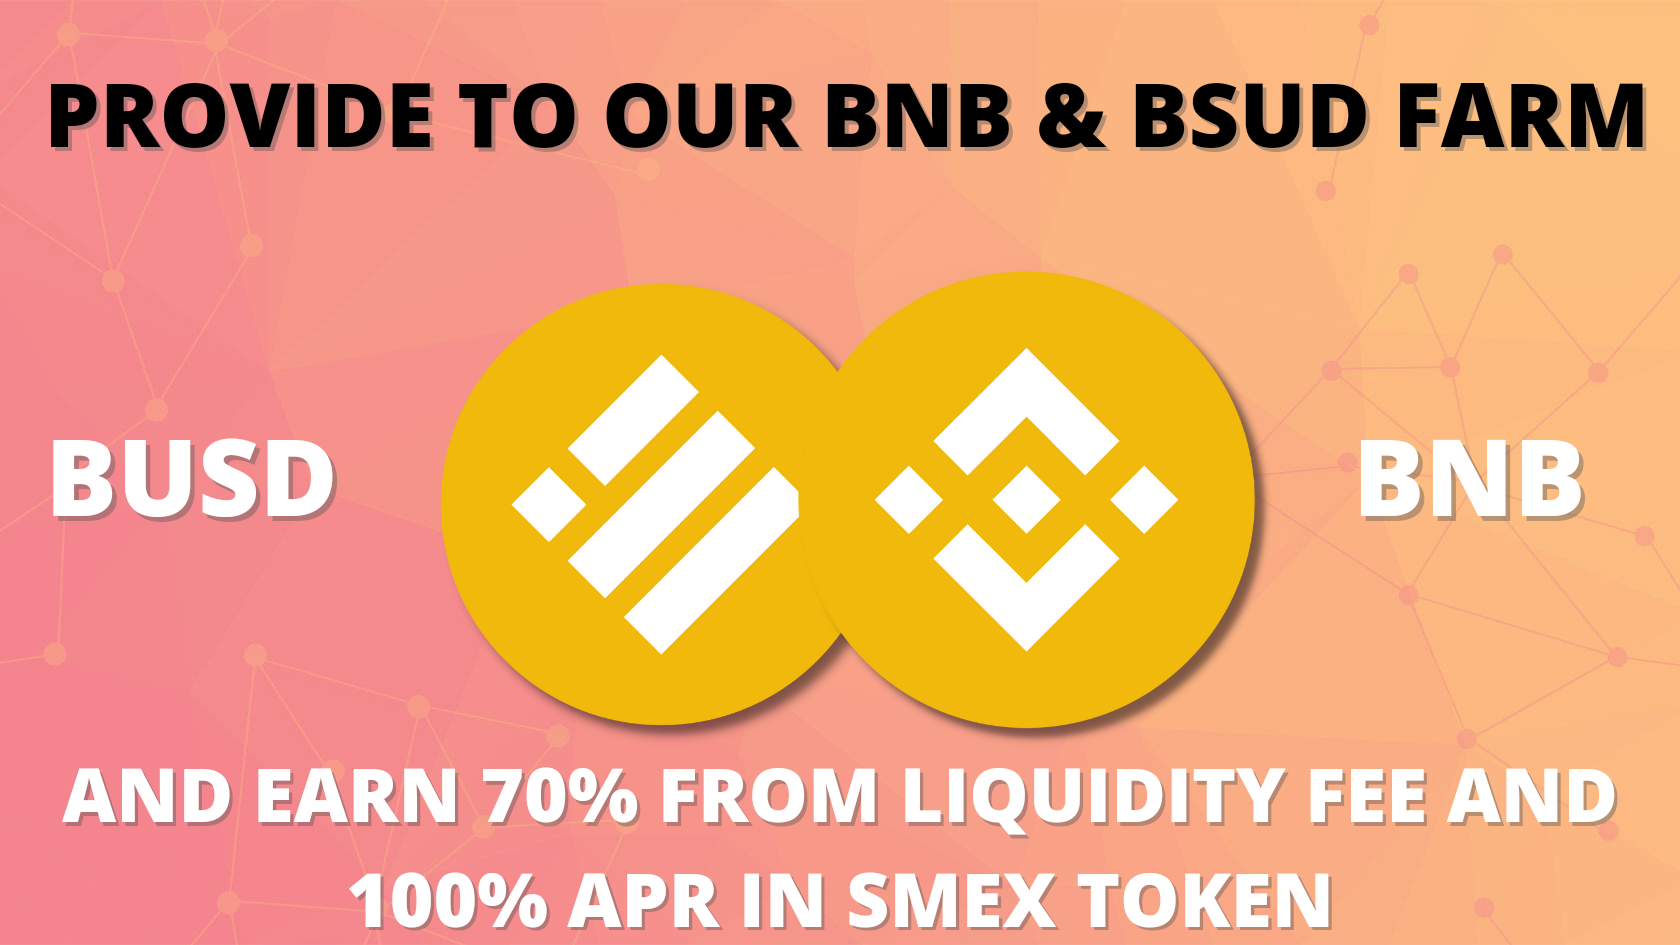 PROVIDE TO OUR BNB & BSUD FARM
BUSD
BNB
AND EARN 70% FROM LIQUIDITY FEE AND
100% APR IN SMEX TOKEN